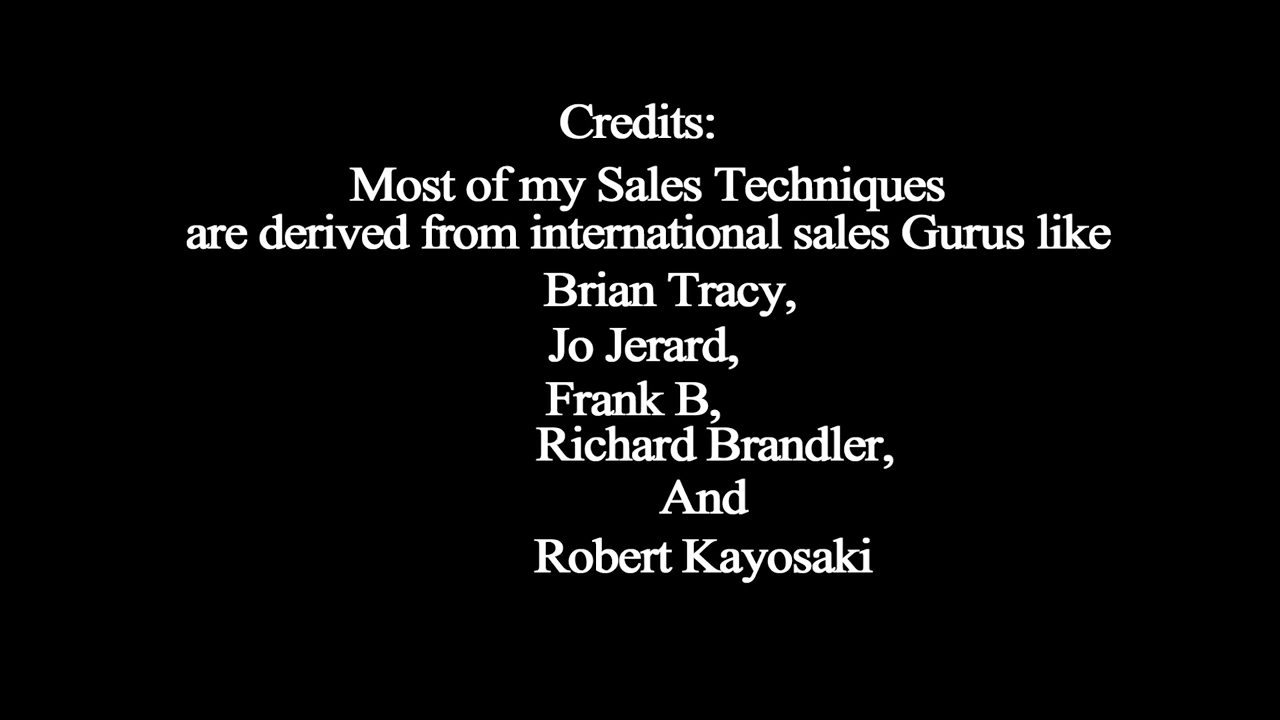 Credits:
Most of my Sales Techniques
are derived from international sales Gurus like
Brian Tracy,
Jo Jerard,
Frank B,
Richard Brandler,
And
Robert Kayosaki